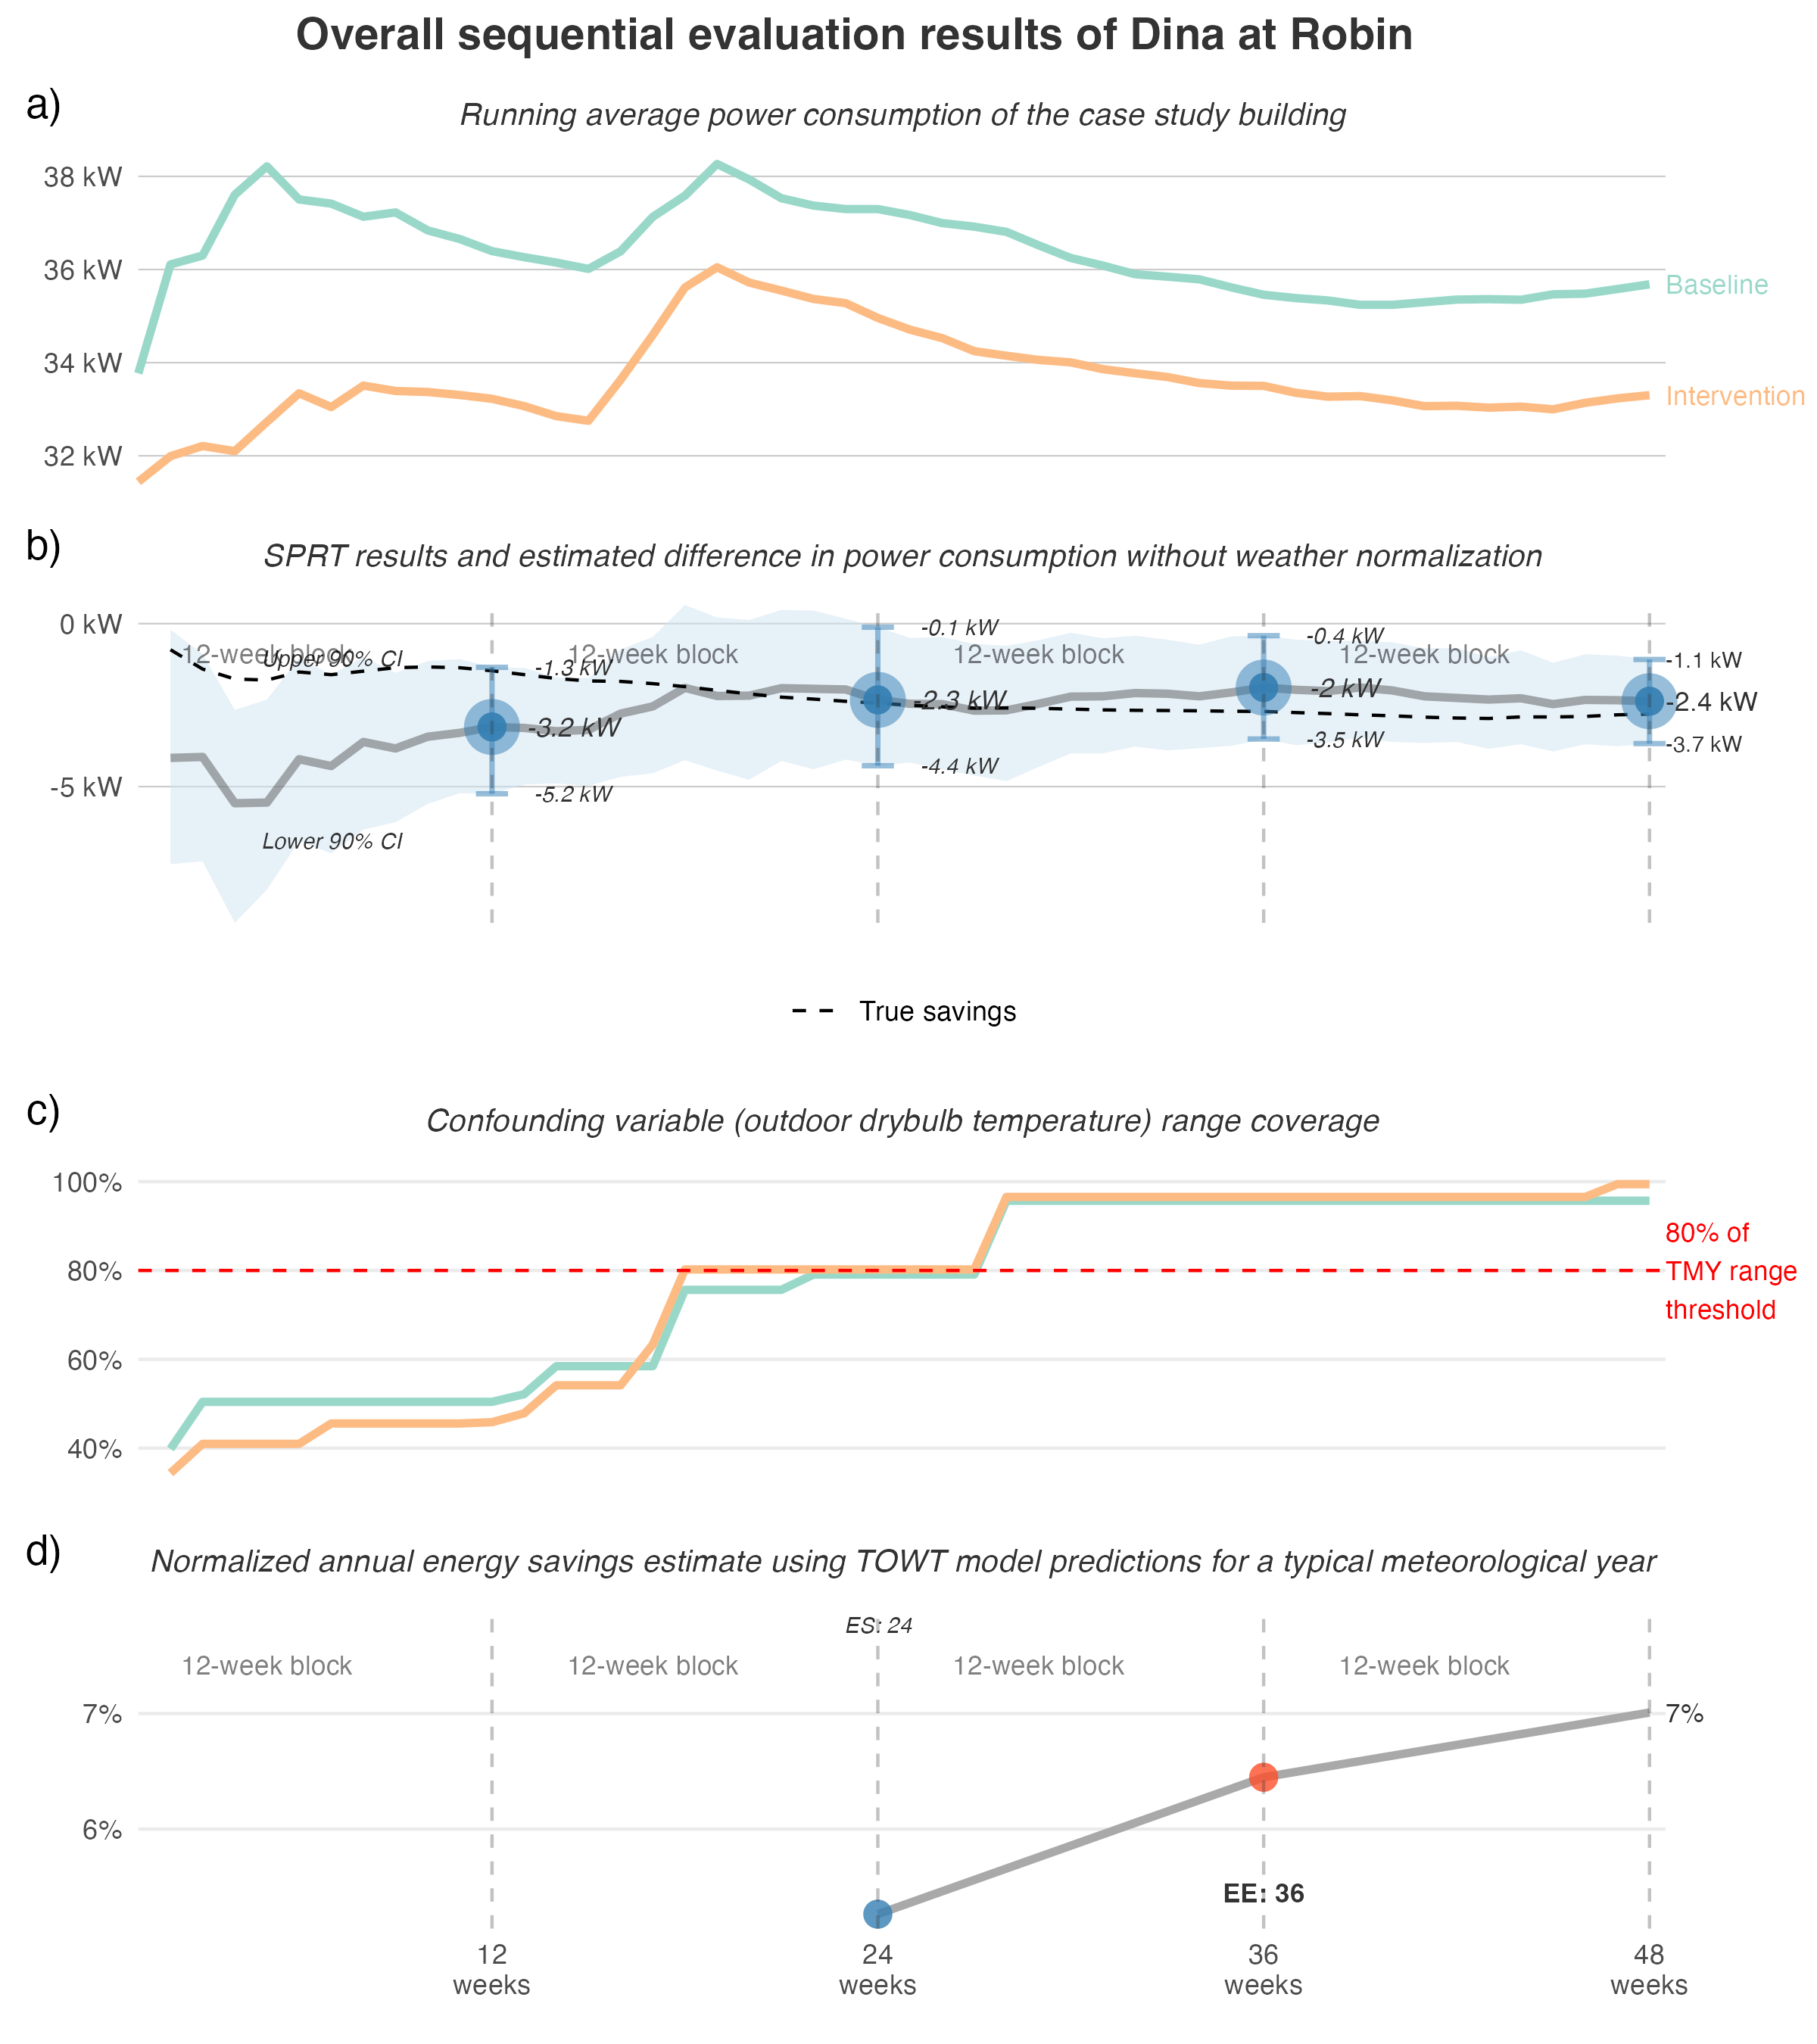 Overall sequential evaluation results of Dina at Robin
a)
Running average power consumption of the case study building
38 kW
36 kW
34 kW
32 kW
Baseline
Intervention
b)
SPRT results and estimated difference in power consumption without weather normalization
0 kW
-5 kW
12-week block
12-week block
12-week block
12-week block
Upper 90% CI
Lower 90% CI
-1.3 kW
-3.2 kW
-5.2 kW
-0.1 kW
-2.3 kW
-4.4 kW
-0.4 kW
-2 kW
-3.5 kW
-1.1 kW
-2.4 kW
-3.7 kW
True savings
c)
Confounding variable (outdoor drybulb temperature) range coverage
100%
80%
60%
40%
80% of
TMY range
threshold
d)
Normalized annual energy savings estimate using TOWT model predictions for a typical meteorological year
ES: 24
12-week block
12-week block
12-week block
12-week block
7%
6%
7%
EE: 36
12
weeks
24
weeks
36
weeks
48
weeks